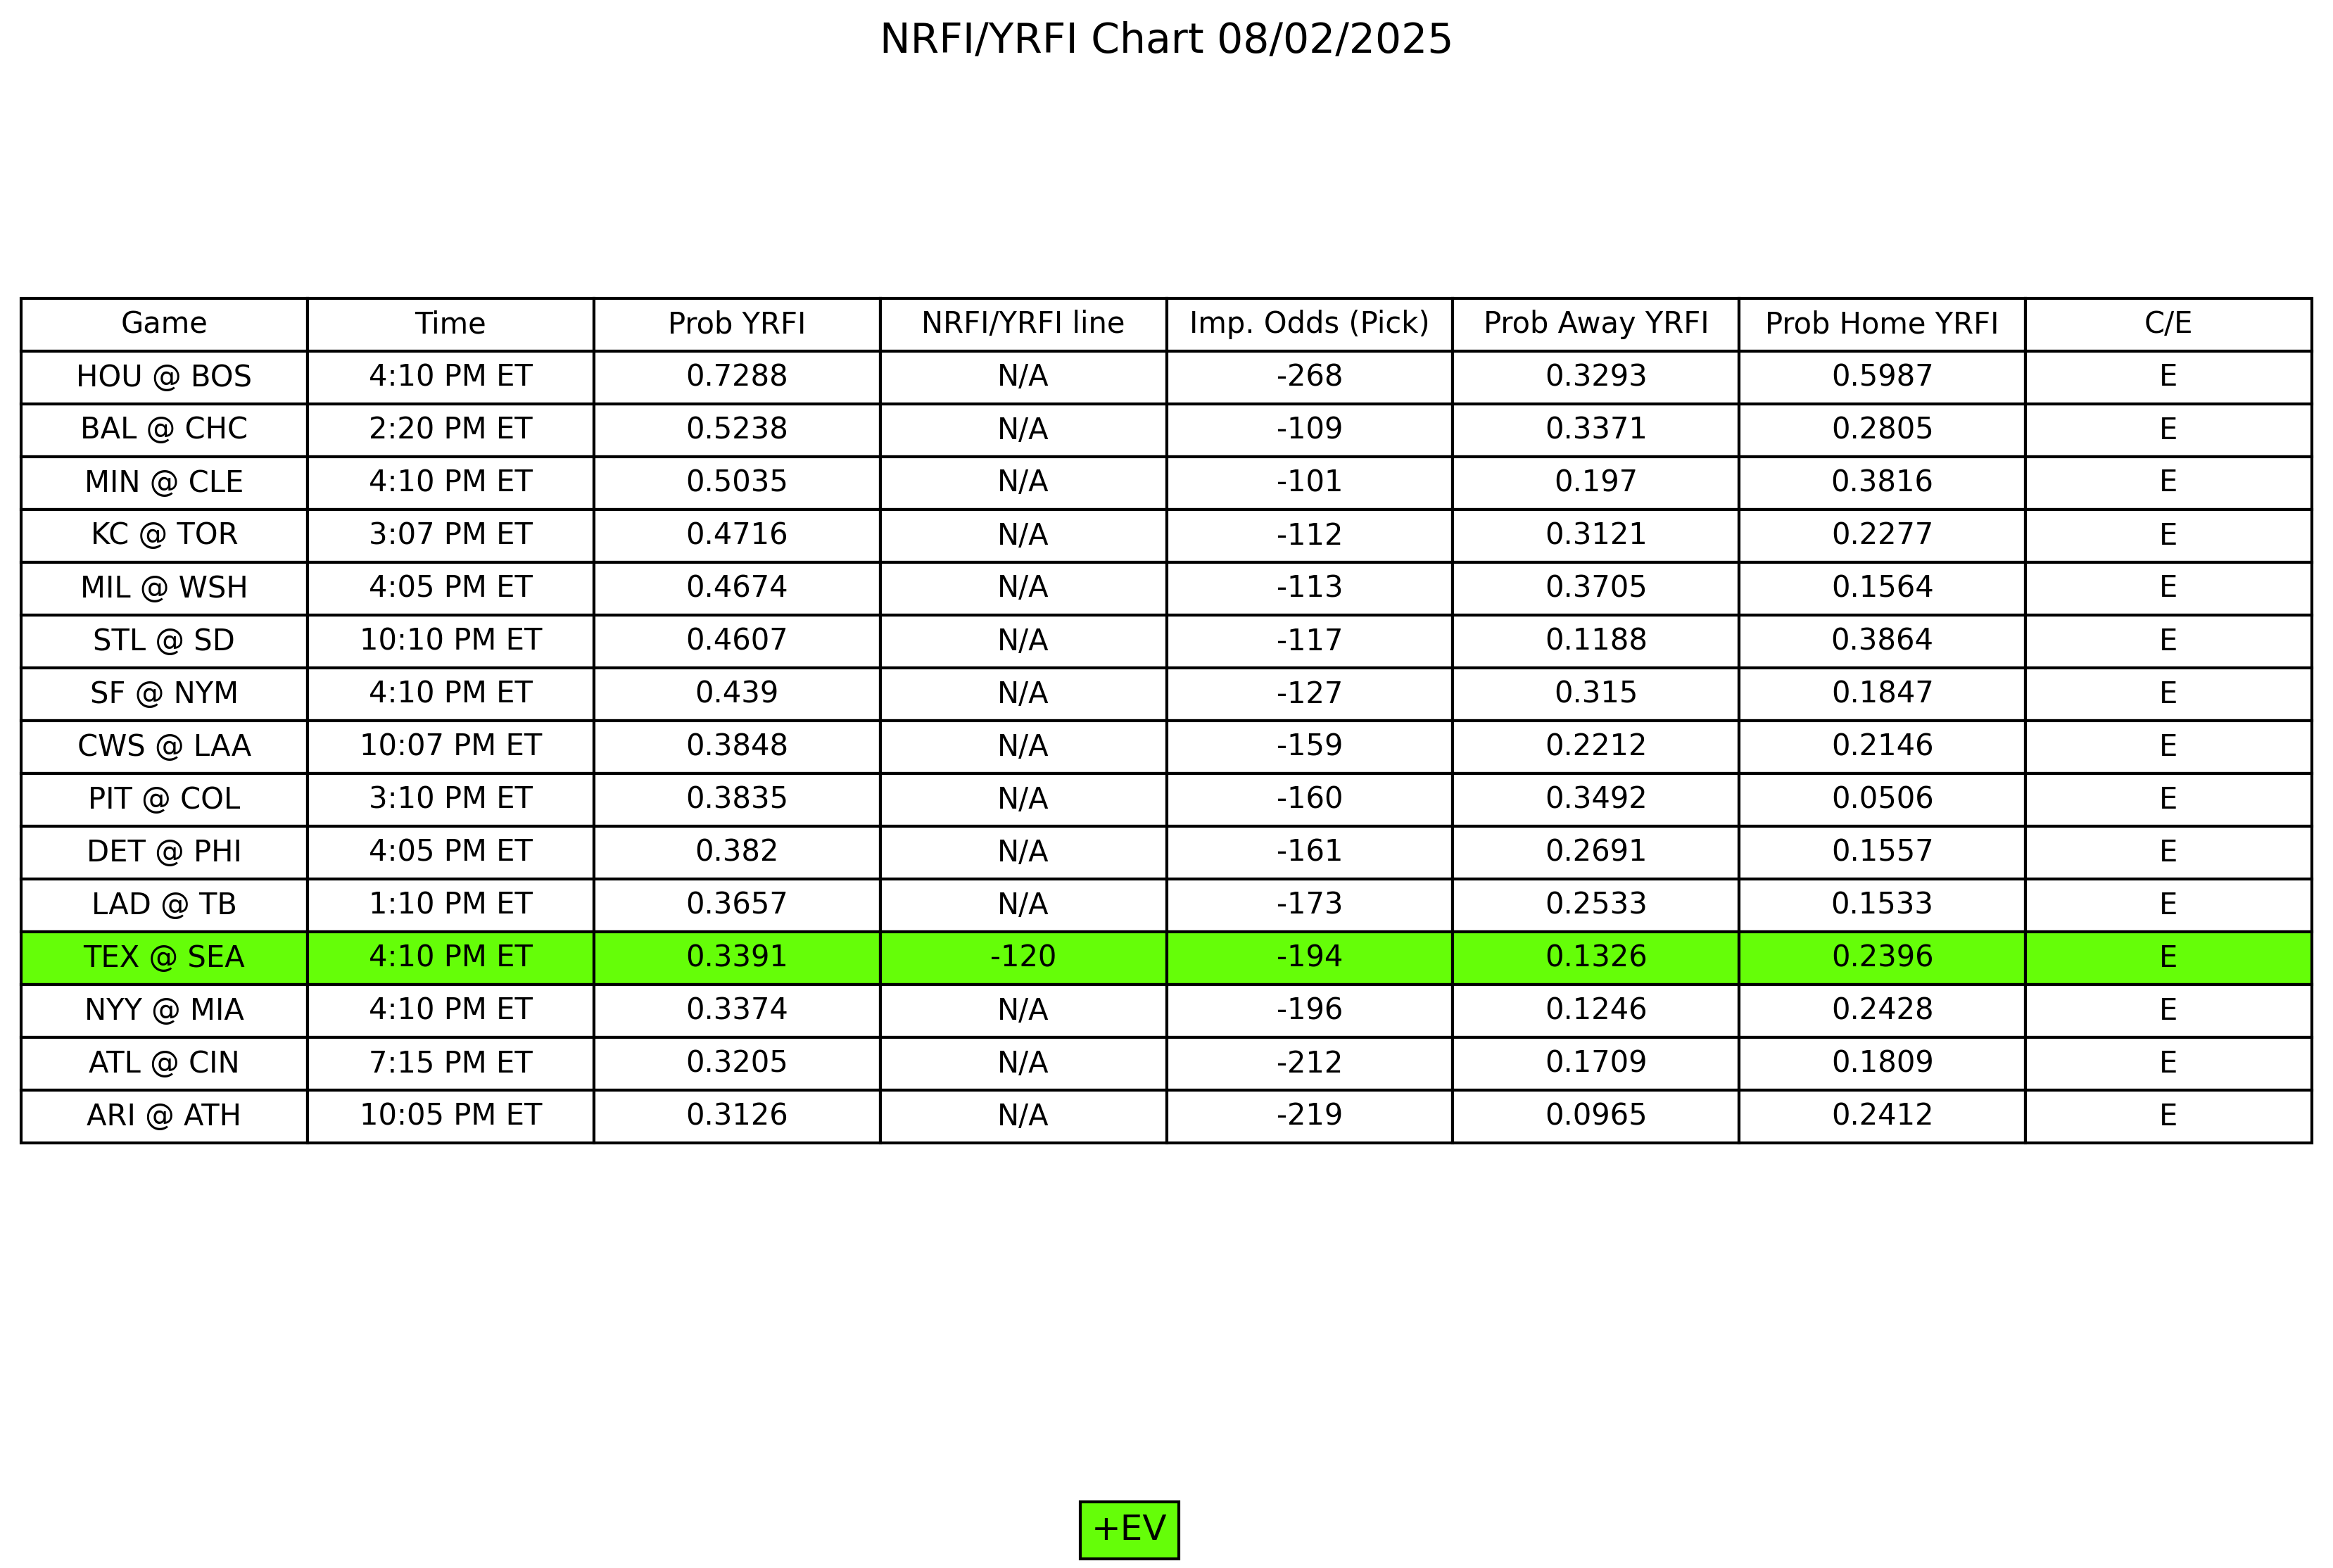 NRFI/YRFI Chart 08/02/2025
Game Time Prob YRFI NRFI/YRFI line Imp. Odds (Pick) Prob Away YRFI Prob Home YRFI C/E
HOU @ BOS 4:10 PM ET 0.7288 N/A -268 0.3293 0.5987 E
BAL @ CHC 2:20 PM ET 0.5238 N/A -109 0.3371 0.2805 E
MIN @ CLE 4:10 PM ET 0.5035 N/A -101 0.197 0.3816 E
KC @ TOR 3:07 PM ET 0.4716 N/A -112 0.3121 0.2277 E
MIL @ WSH 4:05 PM ET 0.4674 N/A -113 0.3705 0.1564 E
STL @ SD 10:10 PM ET 0.4607 N/A -117 0.1188 0.3864 E
SF @ NYM 4:10 PM ET 0.439 N/A -127 0.315 0.1847 E
CWS @ LAA 10:07 PM ET 0.3848 N/A -159 0.2212 0.2146 E
PIT @ COL 3:10 PM ET 0.3835 N/A -160 0.3492 0.0506 E
DET @ PHI 4:05 PM ET 0.382 N/A -161 0.2691 0.1557 E
LAD @ TB 1:10 PM ET 0.3657 N/A -173 0.2533 0.1533 E
TEX @ SEA 4:10 PM ET 0.3391 -120 -194 0.1326 0.2396 E
NYY @ MIA 4:10 PM ET 0.3374 N/A -196 0.1246 0.2428 E
ATL @ CIN 7:15 PM ET 0.3205 N/A -212 0.1709 0.1809 E
ARI @ ATH 10:05 PM ET 0.3126 N/A -219 0.0965 0.2412 E
+EV